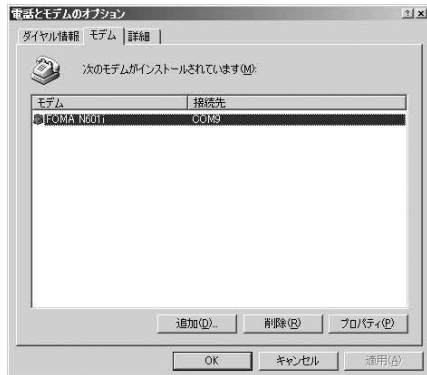 電話とモデムのオプション
ダイヤル情報 モデム 詳細
次のモデムがインストールされています(M):
モデム 接続先
FOMA N601i COM9
追加(D)... 削除(R) プロパティ(P)
OK キャンセル 適用(A)